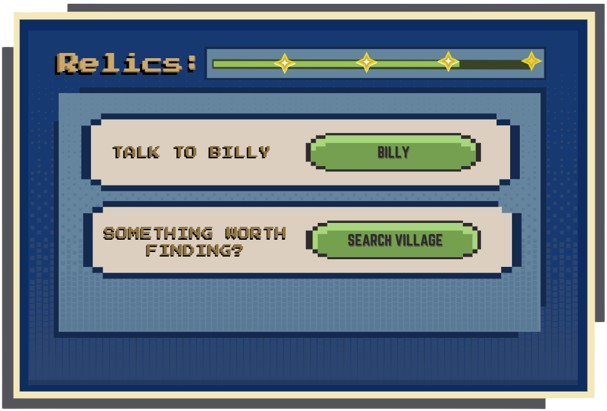 Relics:
TALK TO BILLY
BILLY
SOMETHING WORTH
FINDING?
SEARCH VILLAGE